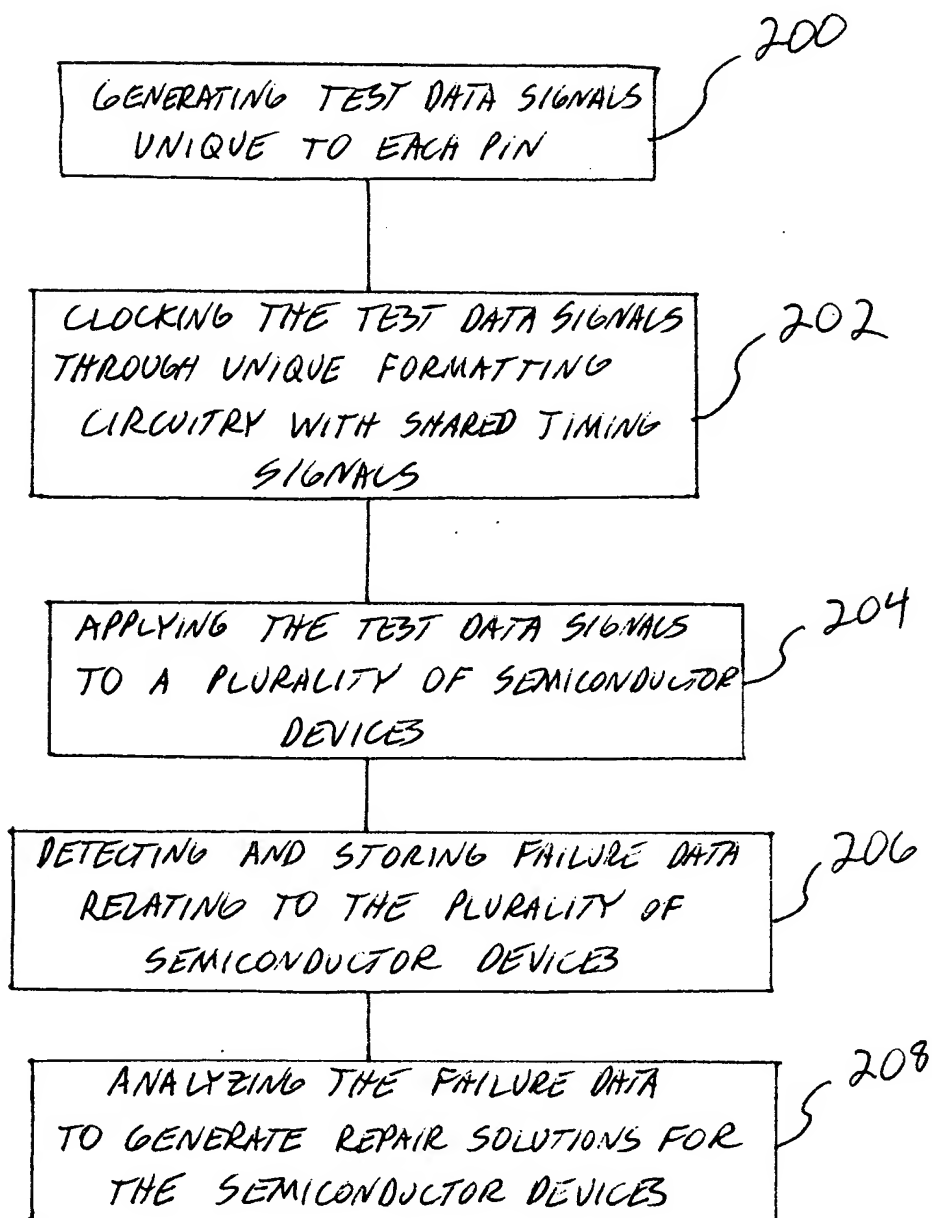 200
GENERATING TEST DATA SIGNALS
UNIQUE TO EACH PIN
202
CLOCKING THE TEST DATA SIGNALS
THROUGH UNIQUE FORMATTING
CIRCUITRY WITH SHARED TIMING
SIGNALS
204
APPLYING THE TEST DATA SIGNALS
TO A PLURALITY OF SEMICONDUCTOR
DEVICES
206
DETECTING AND STORING FAILURE DATA
RELATING TO THE PLURALITY OF
SEMICONDUCTOR DEVICES
208
ANALYZING THE FAILURE DATA
TO GENERATE REPAIR SOLUTIONS FOR
THE SEMICONDUCTOR DEVICES